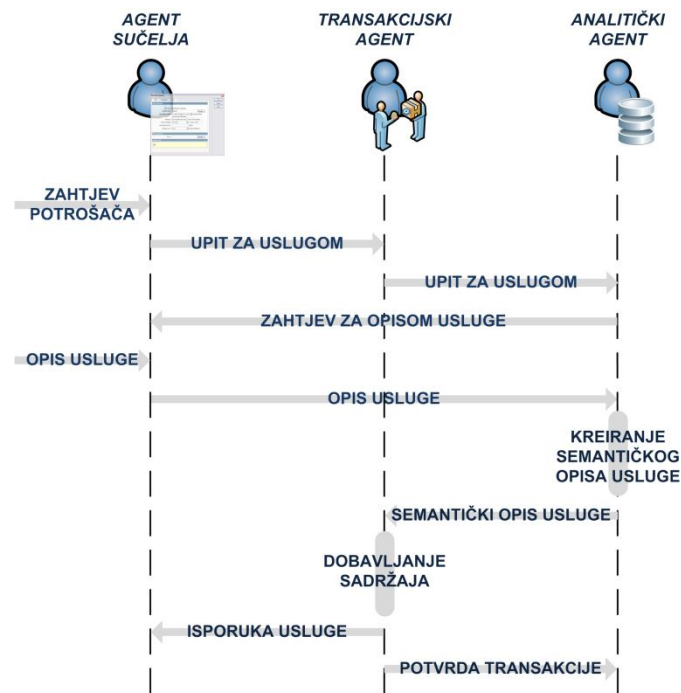 AGENT
SUČELJA
TRANSAKCIJSKI
AGENT
ANALITIČKI
AGENT
ZAHTJEV
POTROŠAČA
UPIT ZA USLUGOM
UPIT ZA USLUGOM
ZAHTJEV ZA OPISOM USLUGE
OPIS USLUGE
OPIS USLUGE
KREIRANJE
SEMANTIČKOG
OPISA USLUGE
SEMANTIČKI OPIS USLUGE
DOBAVLJANJE
SADRŽAJA
ISPORUKA USLUGE
POTVRDA TRANSAKCIJE